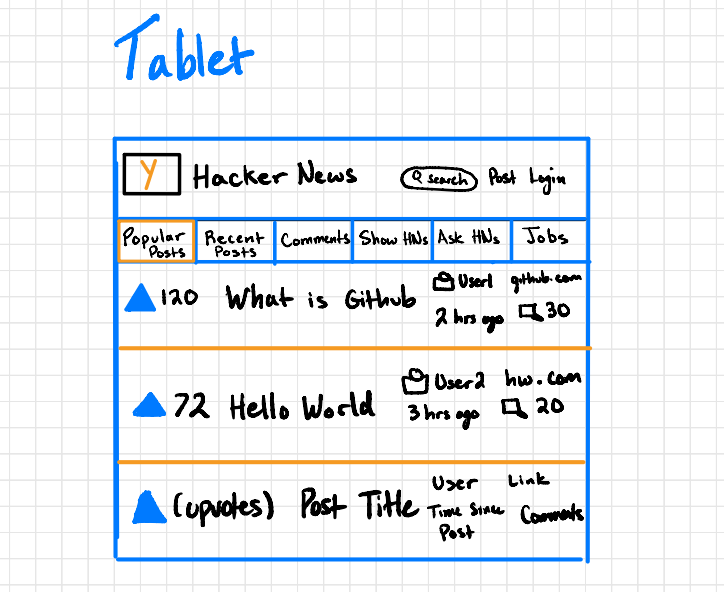 Tablet
Y Hacker News search Post Login
Popular Posts Recent Posts Comments Show HNs Ask HNs Jobs
120 What is Github User1 github.com
2 hrs ago 30
72 Hello World User2 hw.com
3 hrs ago 20
(upvotes) Post Title User Link
Time Since Post Comments